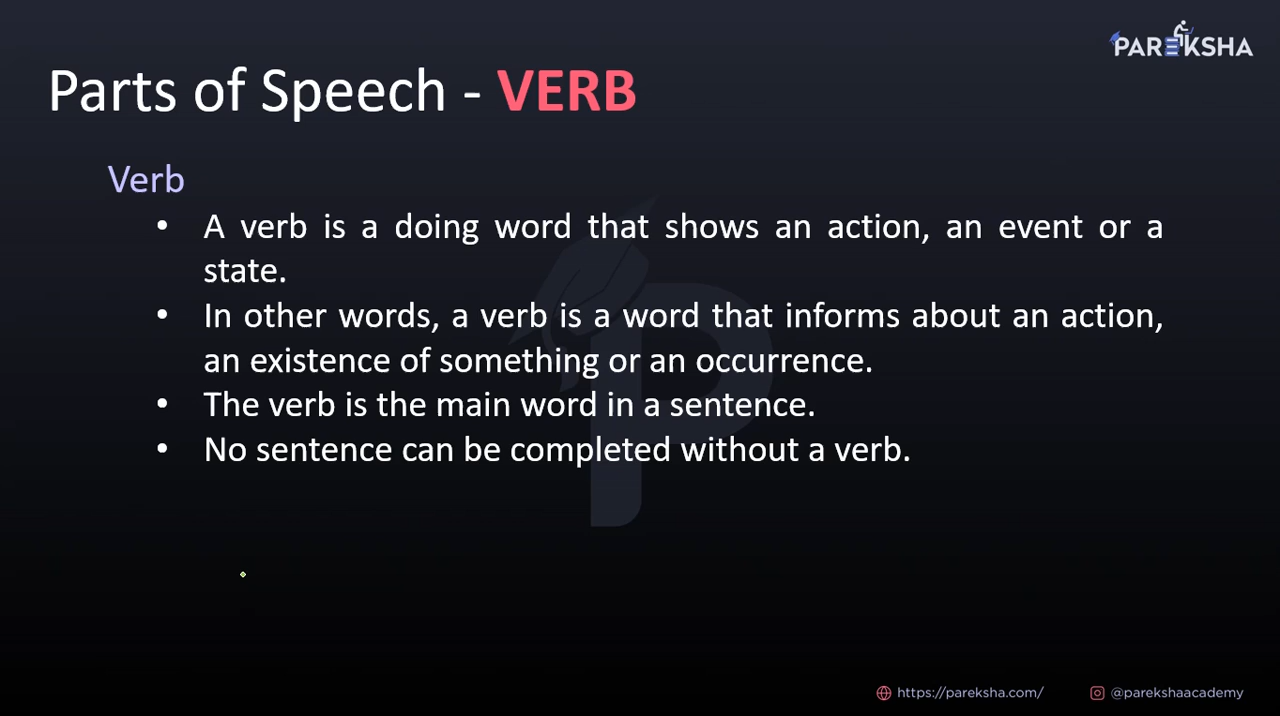 PAREKSHA
Parts of Speech - VERB
Verb
• A verb is a doing word that shows an action, an event or a
state.
• In other words, a verb is a word that informs about an action,
an existence of something or an occurrence.
• The verb is the main word in a sentence.
• No sentence can be completed without a verb.
https://pareksha.com/ @parekshaacademy